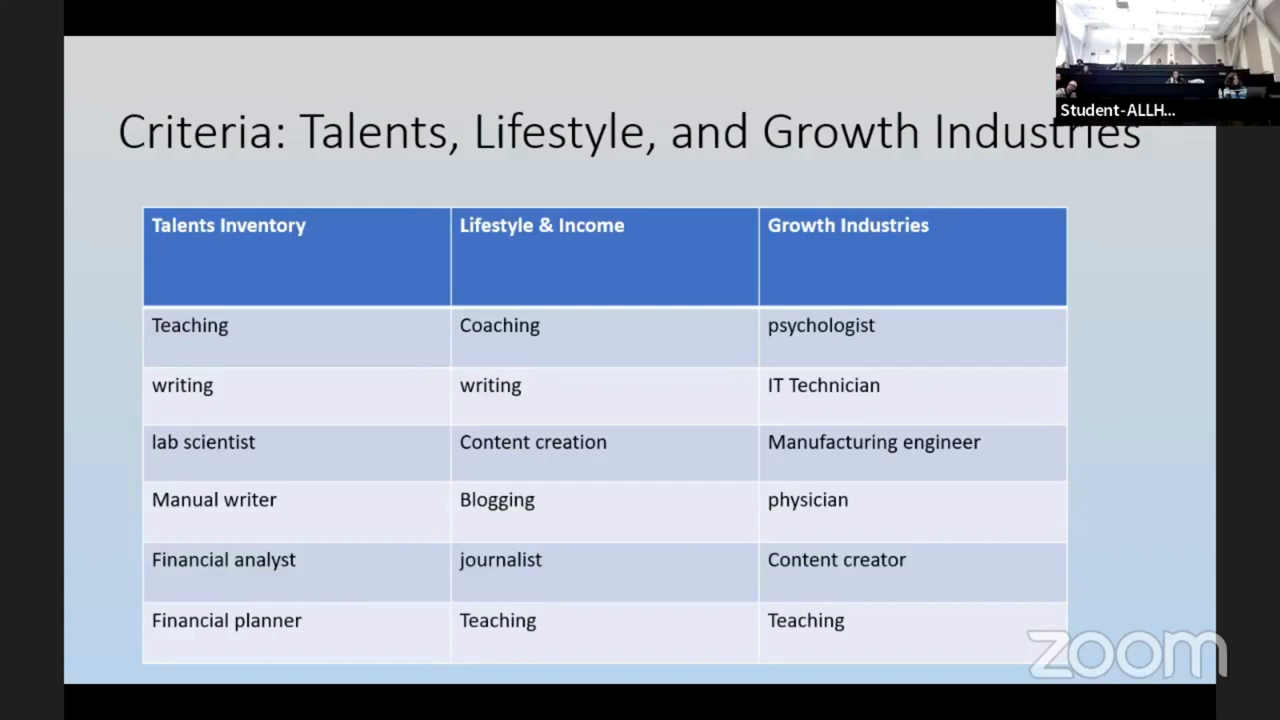 Student-ALLH...
Criteria: Talents, Lifestyle, and Growth Industries
Talents Inventory Lifestyle & Income Growth Industries
Teaching Coaching psychologist
writing writing IT Technician
lab scientist Content creation Manufacturing engineer
Manual writer Blogging physician
Financial analyst journalist Content creator
Financial planner Teaching Teaching
zoom